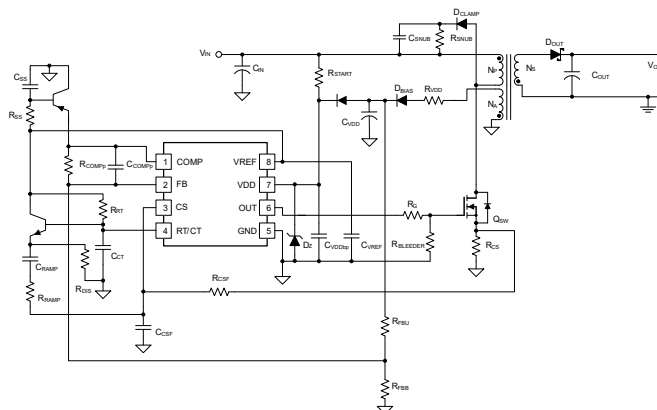 DCLAMP
CSNUB
RSNUB
VIN
CIN
RSTART
NP
NS
NA
DOUT
COUT
VO
CSS
RSS
DBIAS
RVDD
CVDD
RCOMPp
CCOMPp
1 COMP VREF 8
2 FB VDD 7
3 CS OUT 6
4 RT/CT GND 5
RRT
CCT
RG
QSW
DZ
CVDDbp
CVREF
RBLEEDER
RCS
CRAMP
RDIS
RRAMP
RCSF
CCSF
RFBU
RFBB